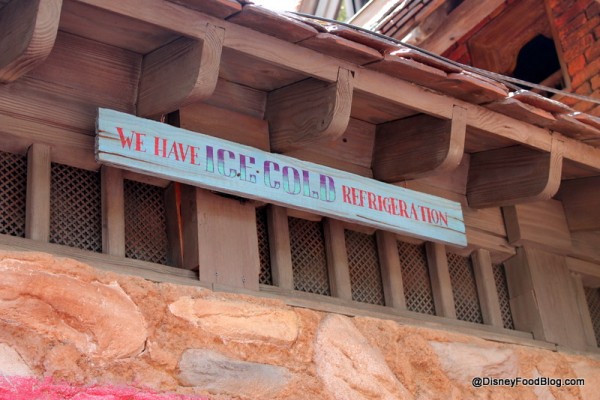 WE HAVE ICE-COLD REFRIGERATION
@DisneyFoodBlog.com